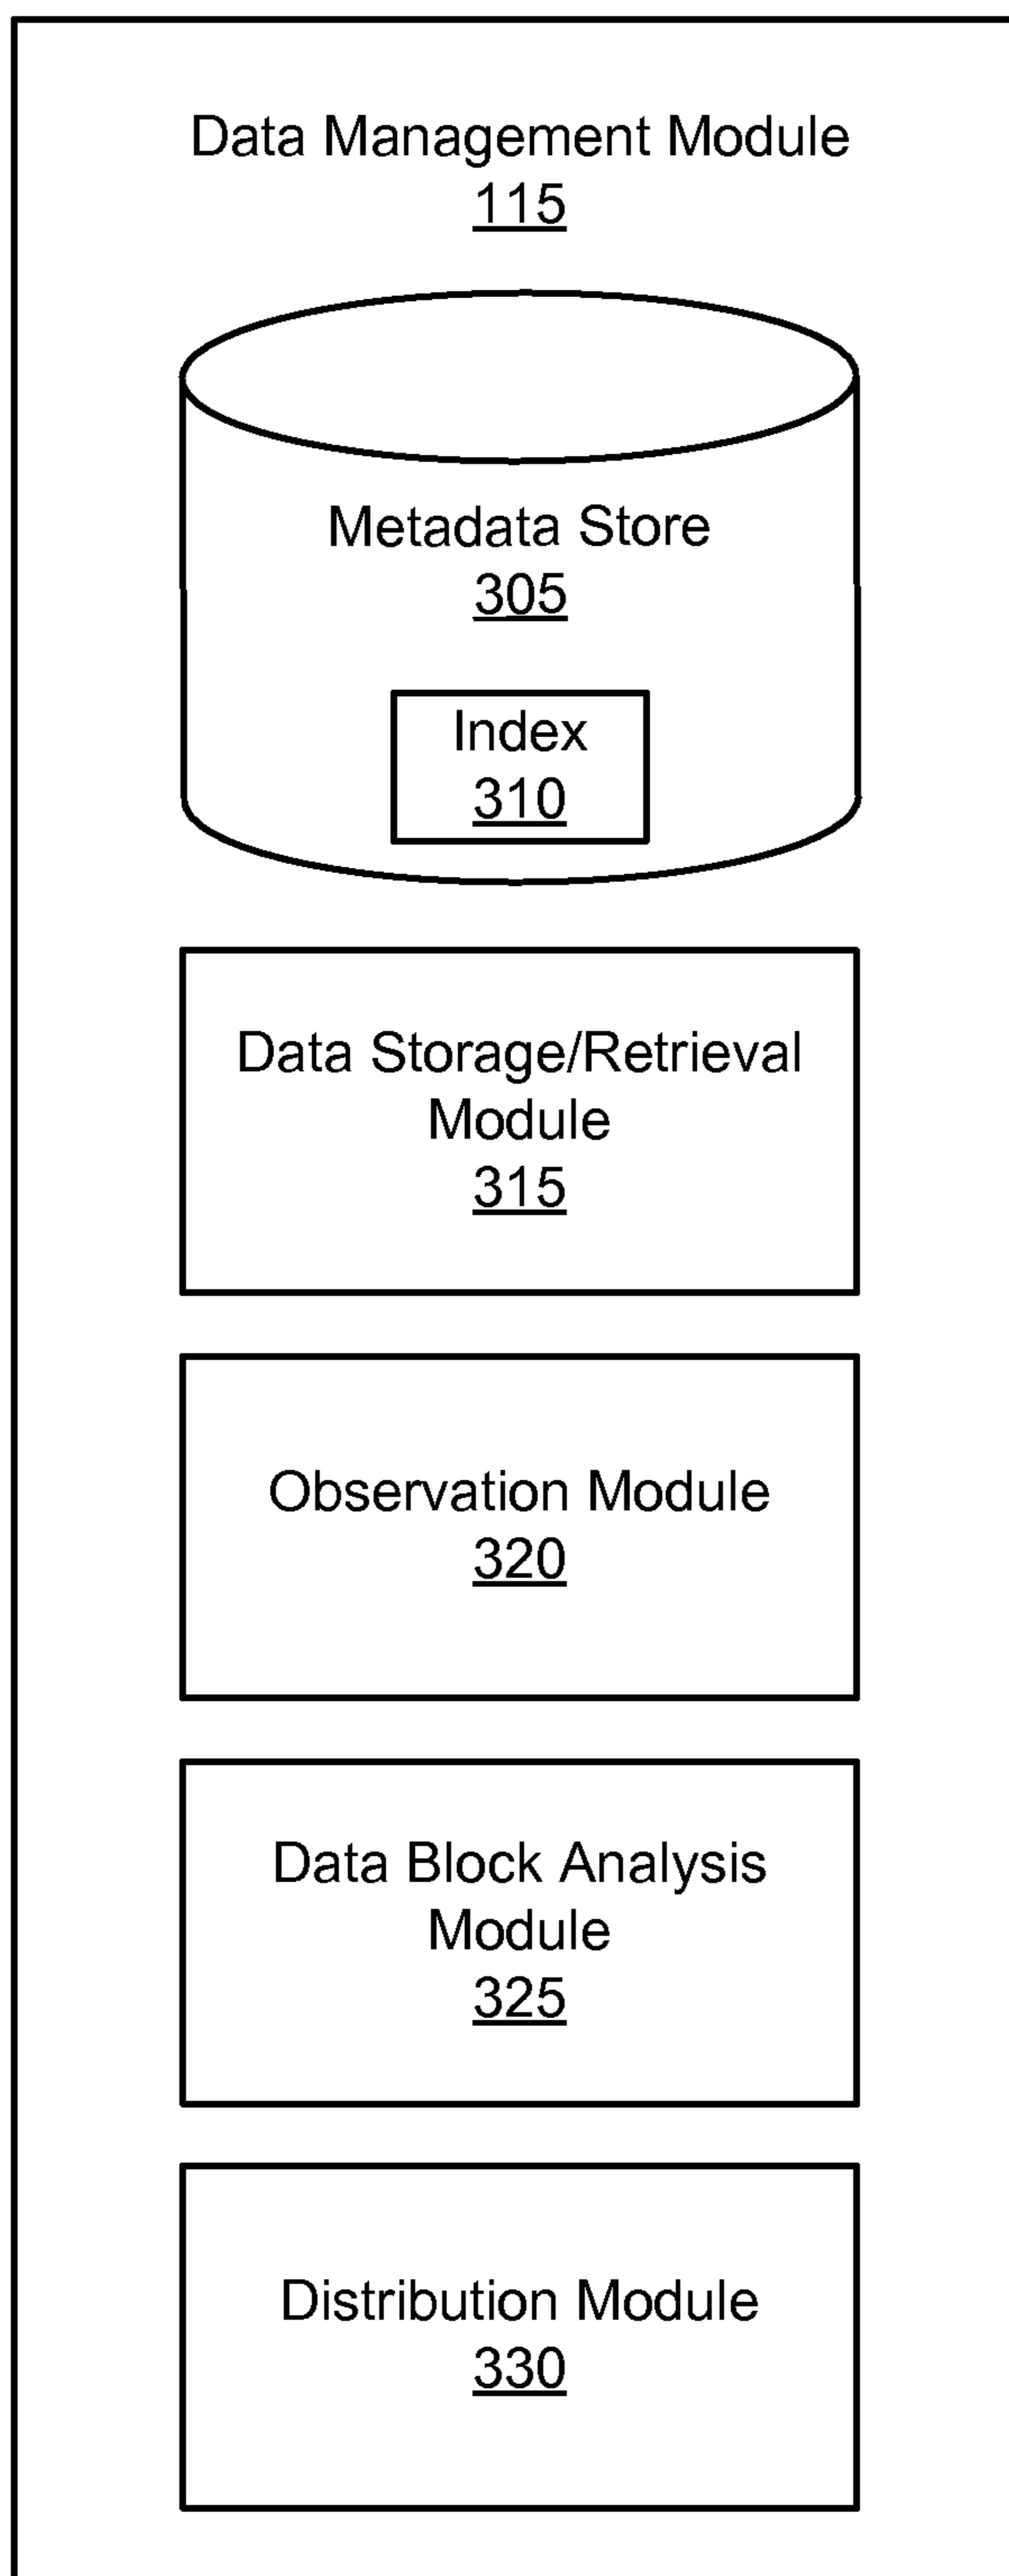 Data Management Module
115
Metadata Store
305
Index
310
Data Storage/Retrieval
Module
315
Observation Module
320
Data Block Analysis
Module
325
Distribution Module
330